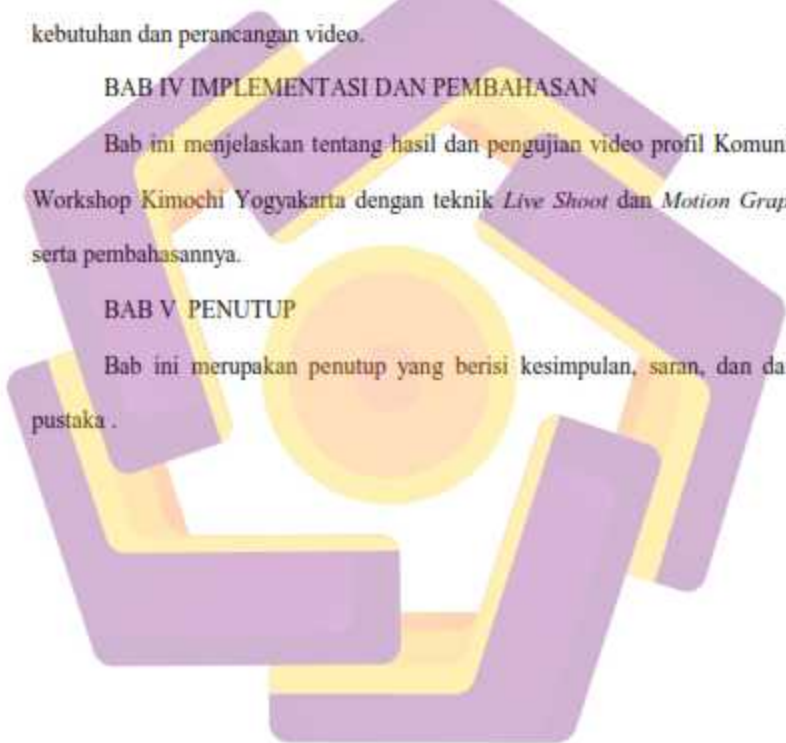 kebutuhan dan perancangan video.
BAB IV IMPLEMENTASI DAN PEMBAHASAN
Bab ini menjelaskan tentang hasil dan pengujian video profil Komuni
Workshop Kimochi Yogyakarta dengan teknik Live Shoot dan Motion Grap
serta pembahasannya.
BAB V PENUTUP
Bab ini merupakan penutup yang berisi kesimpulan, saran, dan da
pustaka .